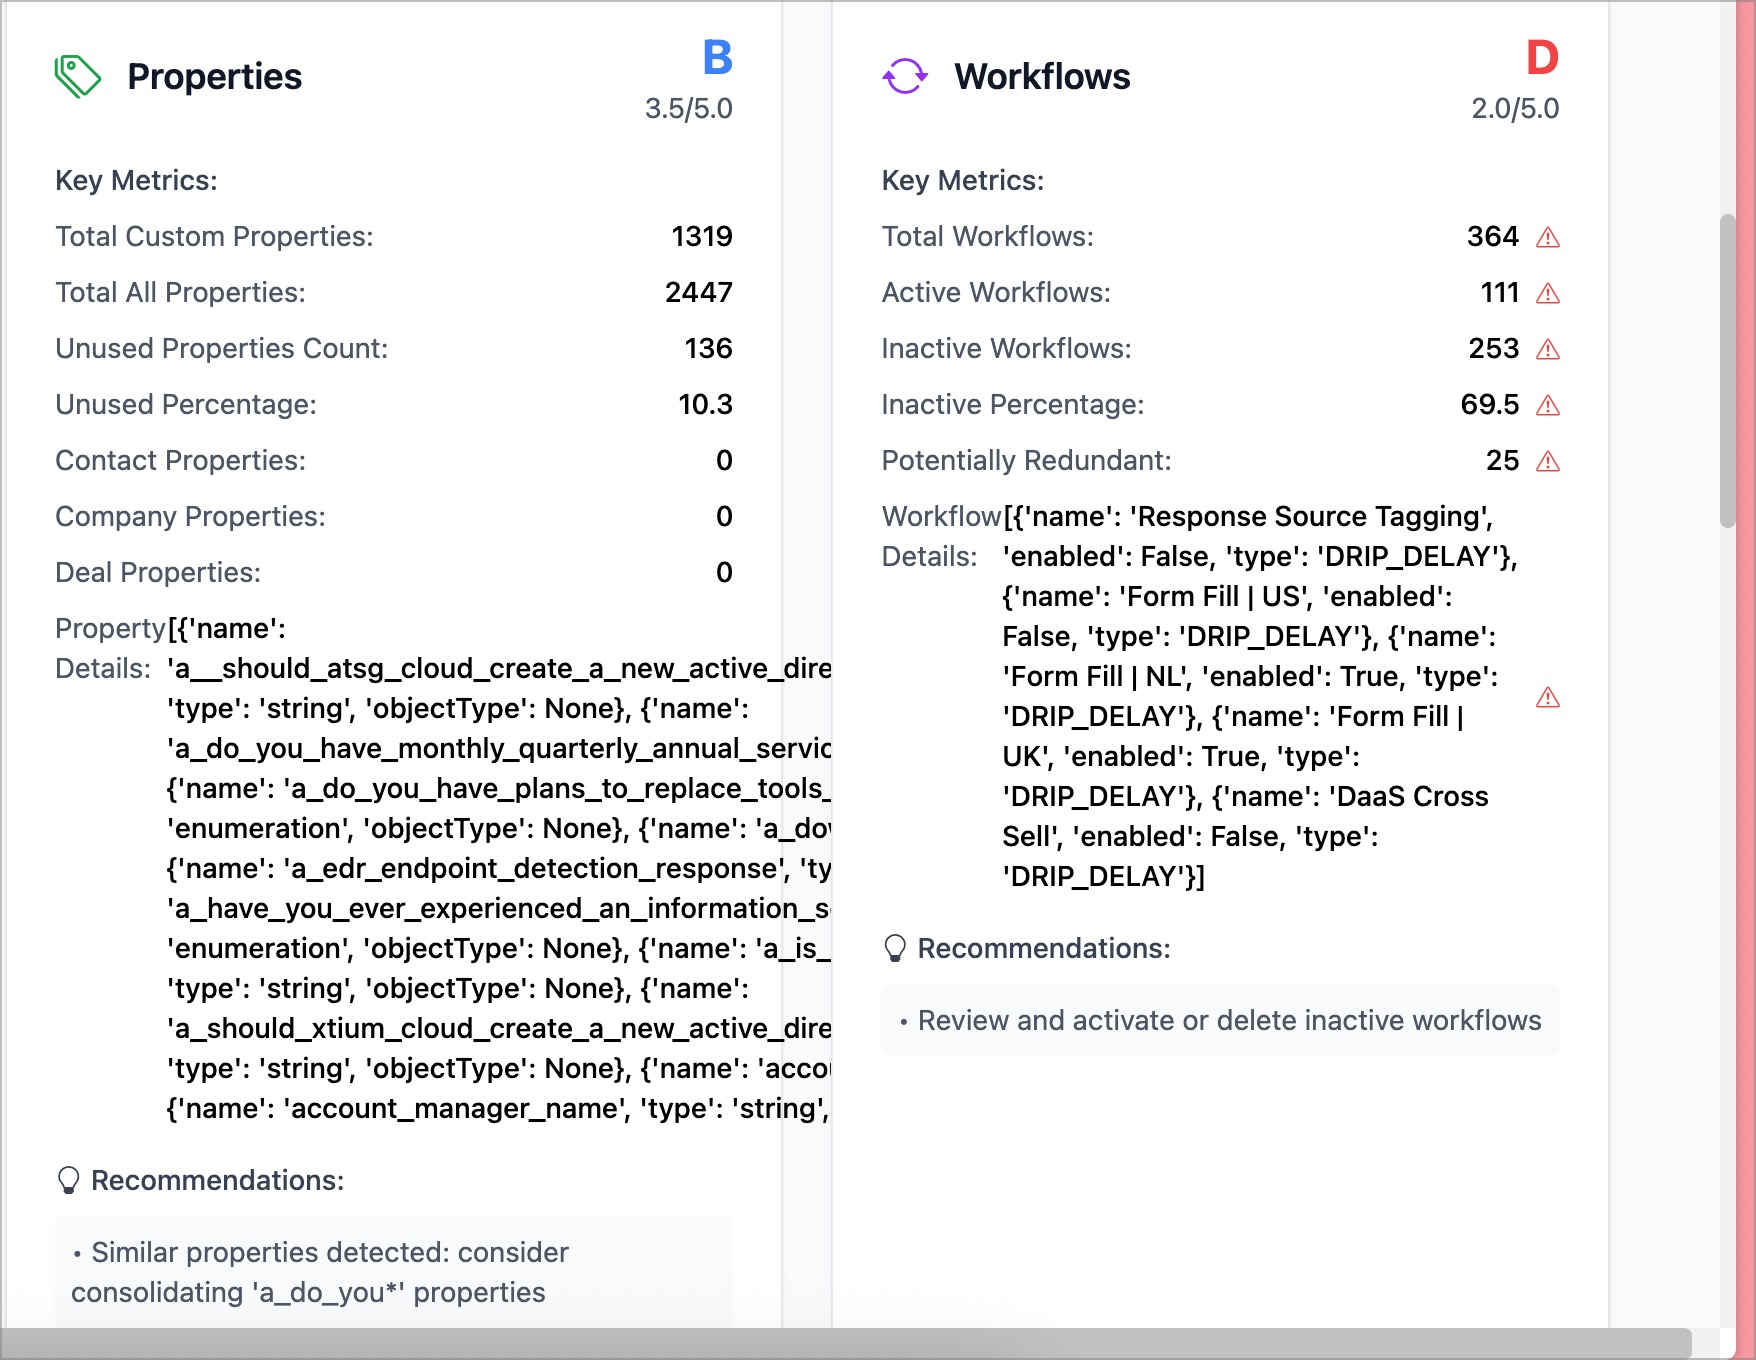 Properties
B
3.5/5.0
Key Metrics:
Total Custom Properties: 1319
Total All Properties: 2447
Unused Properties Count: 136
Unused Percentage: 10.3
Contact Properties: 0
Company Properties: 0
Deal Properties: 0
Property Details:
[{'name':
'a__should_atsg_cloud_create_a_new_active_dire
'type': 'string', 'objectType': None}, {'name':
'a_do_you_have_monthly_quarterly_annual_servic
{'name': 'a_do_you_have_plans_to_replace_tools_
'enumeration', 'objectType': None}, {'name': 'a_dow
{'name': 'a_edr_endpoint_detection_response', 'ty
'a_have_you_ever_experienced_an_information_se
'enumeration', 'objectType': None}, {'name': 'a_is_
'type': 'string', 'objectType': None}, {'name':
'a_should_xtium_cloud_create_a_new_active_dire
'type': 'string', 'objectType': None}, {'name': 'accou
{'name': 'account_manager_name', 'type': 'string',
Recommendations:
• Similar properties detected: consider
consolidating 'a_do_you*' properties
Workflows
D
2.0/5.0
Key Metrics:
Total Workflows: 364
Active Workflows: 111
Inactive Workflows: 253
Inactive Percentage: 69.5
Potentially Redundant: 25
Workflow Details:
[{'name': 'Response Source Tagging',
'enabled': False, 'type': 'DRIP_DELAY'},
{'name': 'Form Fill | US', 'enabled':
False, 'type': 'DRIP_DELAY'}, {'name':
'Form Fill | NL', 'enabled': True, 'type':
'DRIP_DELAY'}, {'name': 'Form Fill |
UK', 'enabled': True, 'type':
'DRIP_DELAY'}, {'name': 'DaaS Cross
Sell', 'enabled': False, 'type':
'DRIP_DELAY'}]
Recommendations:
• Review and activate or delete inactive workflows